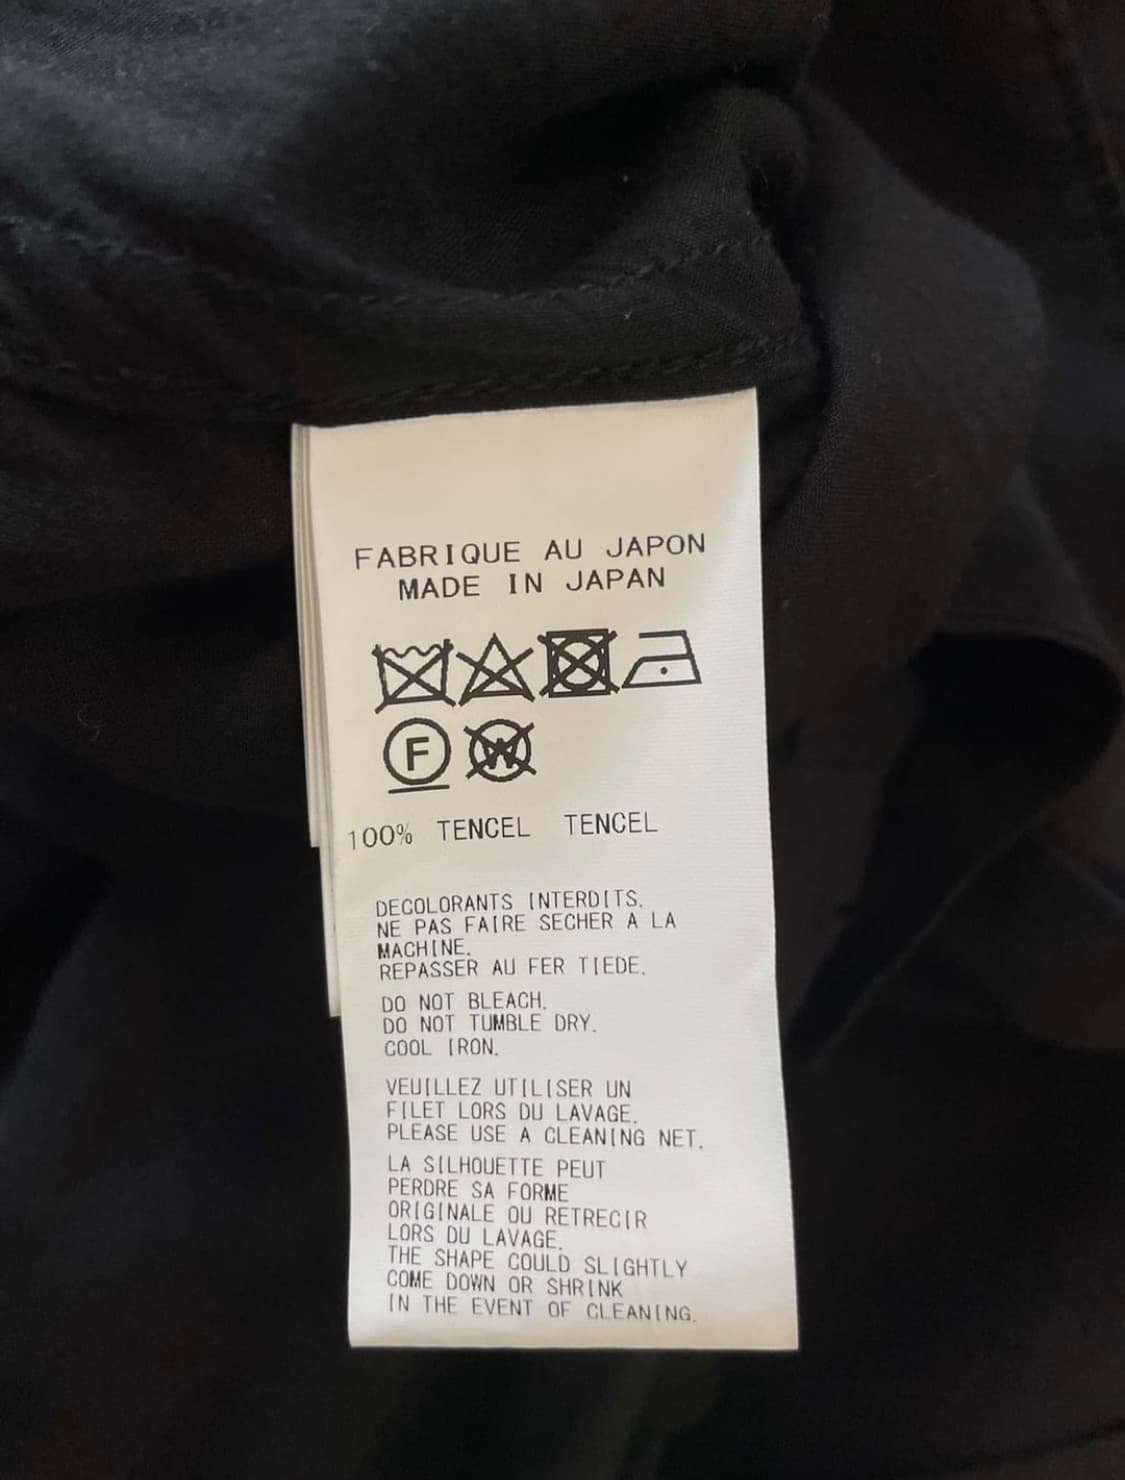 FABRIQUE AU JAPON
MADE IN JAPAN
F W
100% TENCEL TENCEL
DECOLORANTS INTERDITS.
NE PAS FAIRE SECHER A LA
MACHINE.
REPASSER AU FER TIEDE.
DO NOT BLEACH.
DO NOT TUMBLE DRY.
COOL IRON.
VEUILLEZ UTILISER UN
FILET LORS DU LAVAGE.
PLEASE USE A CLEANING NET.
LA SILHOUETTE PEUT
PERDRE SA FORME
ORIGINALE OU RETRECIR
LORS DU LAVAGE.
THE SHAPE COULD SLIGHTLY
COME DOWN OR SHRINK
IN THE EVENT OF CLEANING.